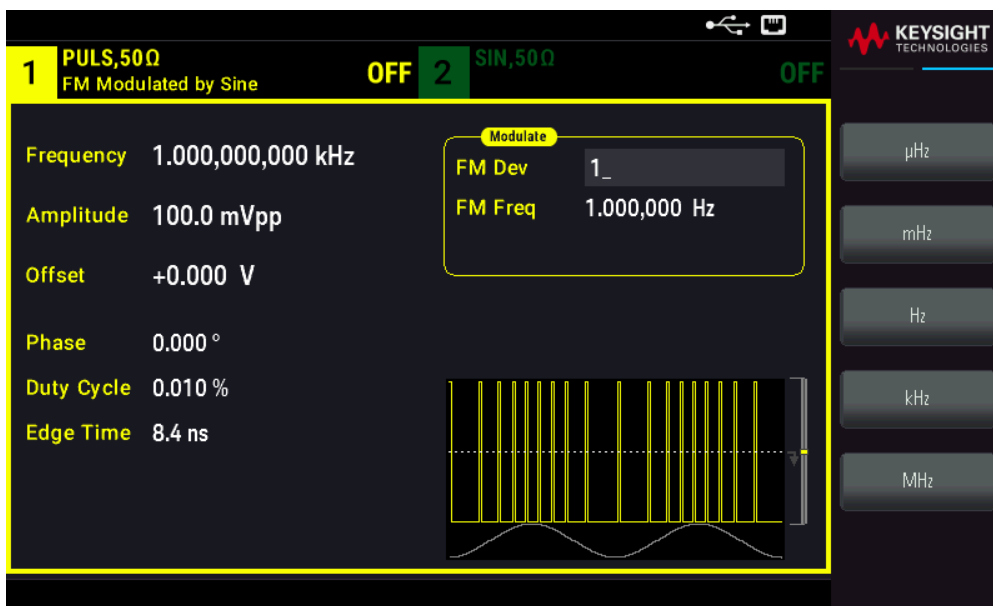 KEYSIGHT
TECHNOLOGIES
1 PULS,50Ω
FM Modulated by Sine
OFF
2 SIN,50Ω
OFF
Frequency 1.000,000,000 kHz
Amplitude 100.0 mVpp
Offset +0.000 V
Phase 0.000 °
Duty Cycle 0.010 %
Edge Time 8.4 ns
Modulate
FM Dev 1_
FM Freq 1.000,000 Hz
µHz
mHz
Hz
kHz
MHz